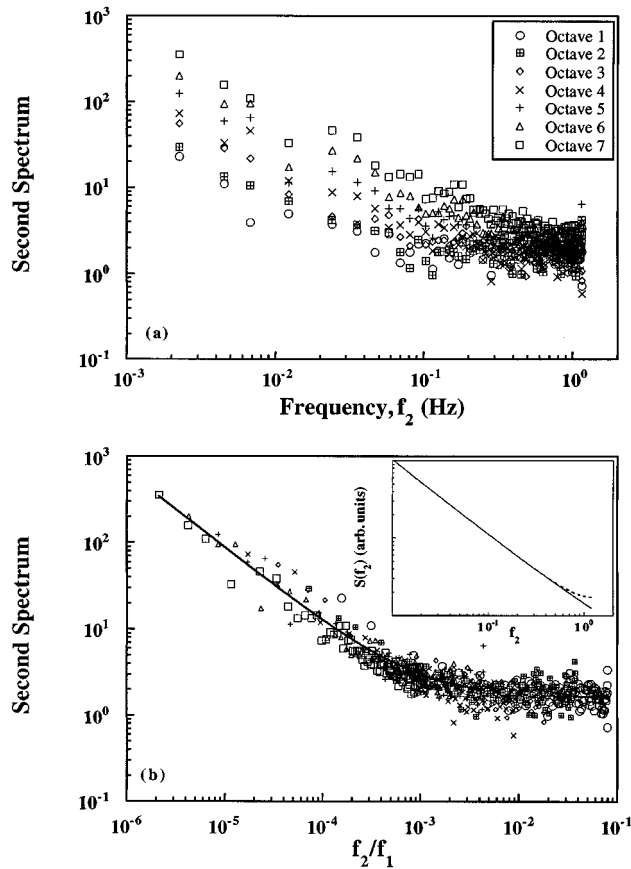 10³
10²
10¹
10⁰
10⁻¹
Second Spectrum
Octave 1
Octave 2
Octave 3
Octave 4
Octave 5
Octave 6
Octave 7
(a)
10⁻³
10⁻²
10⁻¹
10⁰
Frequency, f₂ (Hz)
10³
10²
10¹
10⁰
10⁻¹
Second Spectrum
S(f₂) (arb. units)
10⁻¹
10⁰
f₂
(b)
10⁻⁶
10⁻⁵
10⁻⁴
10⁻³
10⁻²
10⁻¹
f₂/f₁